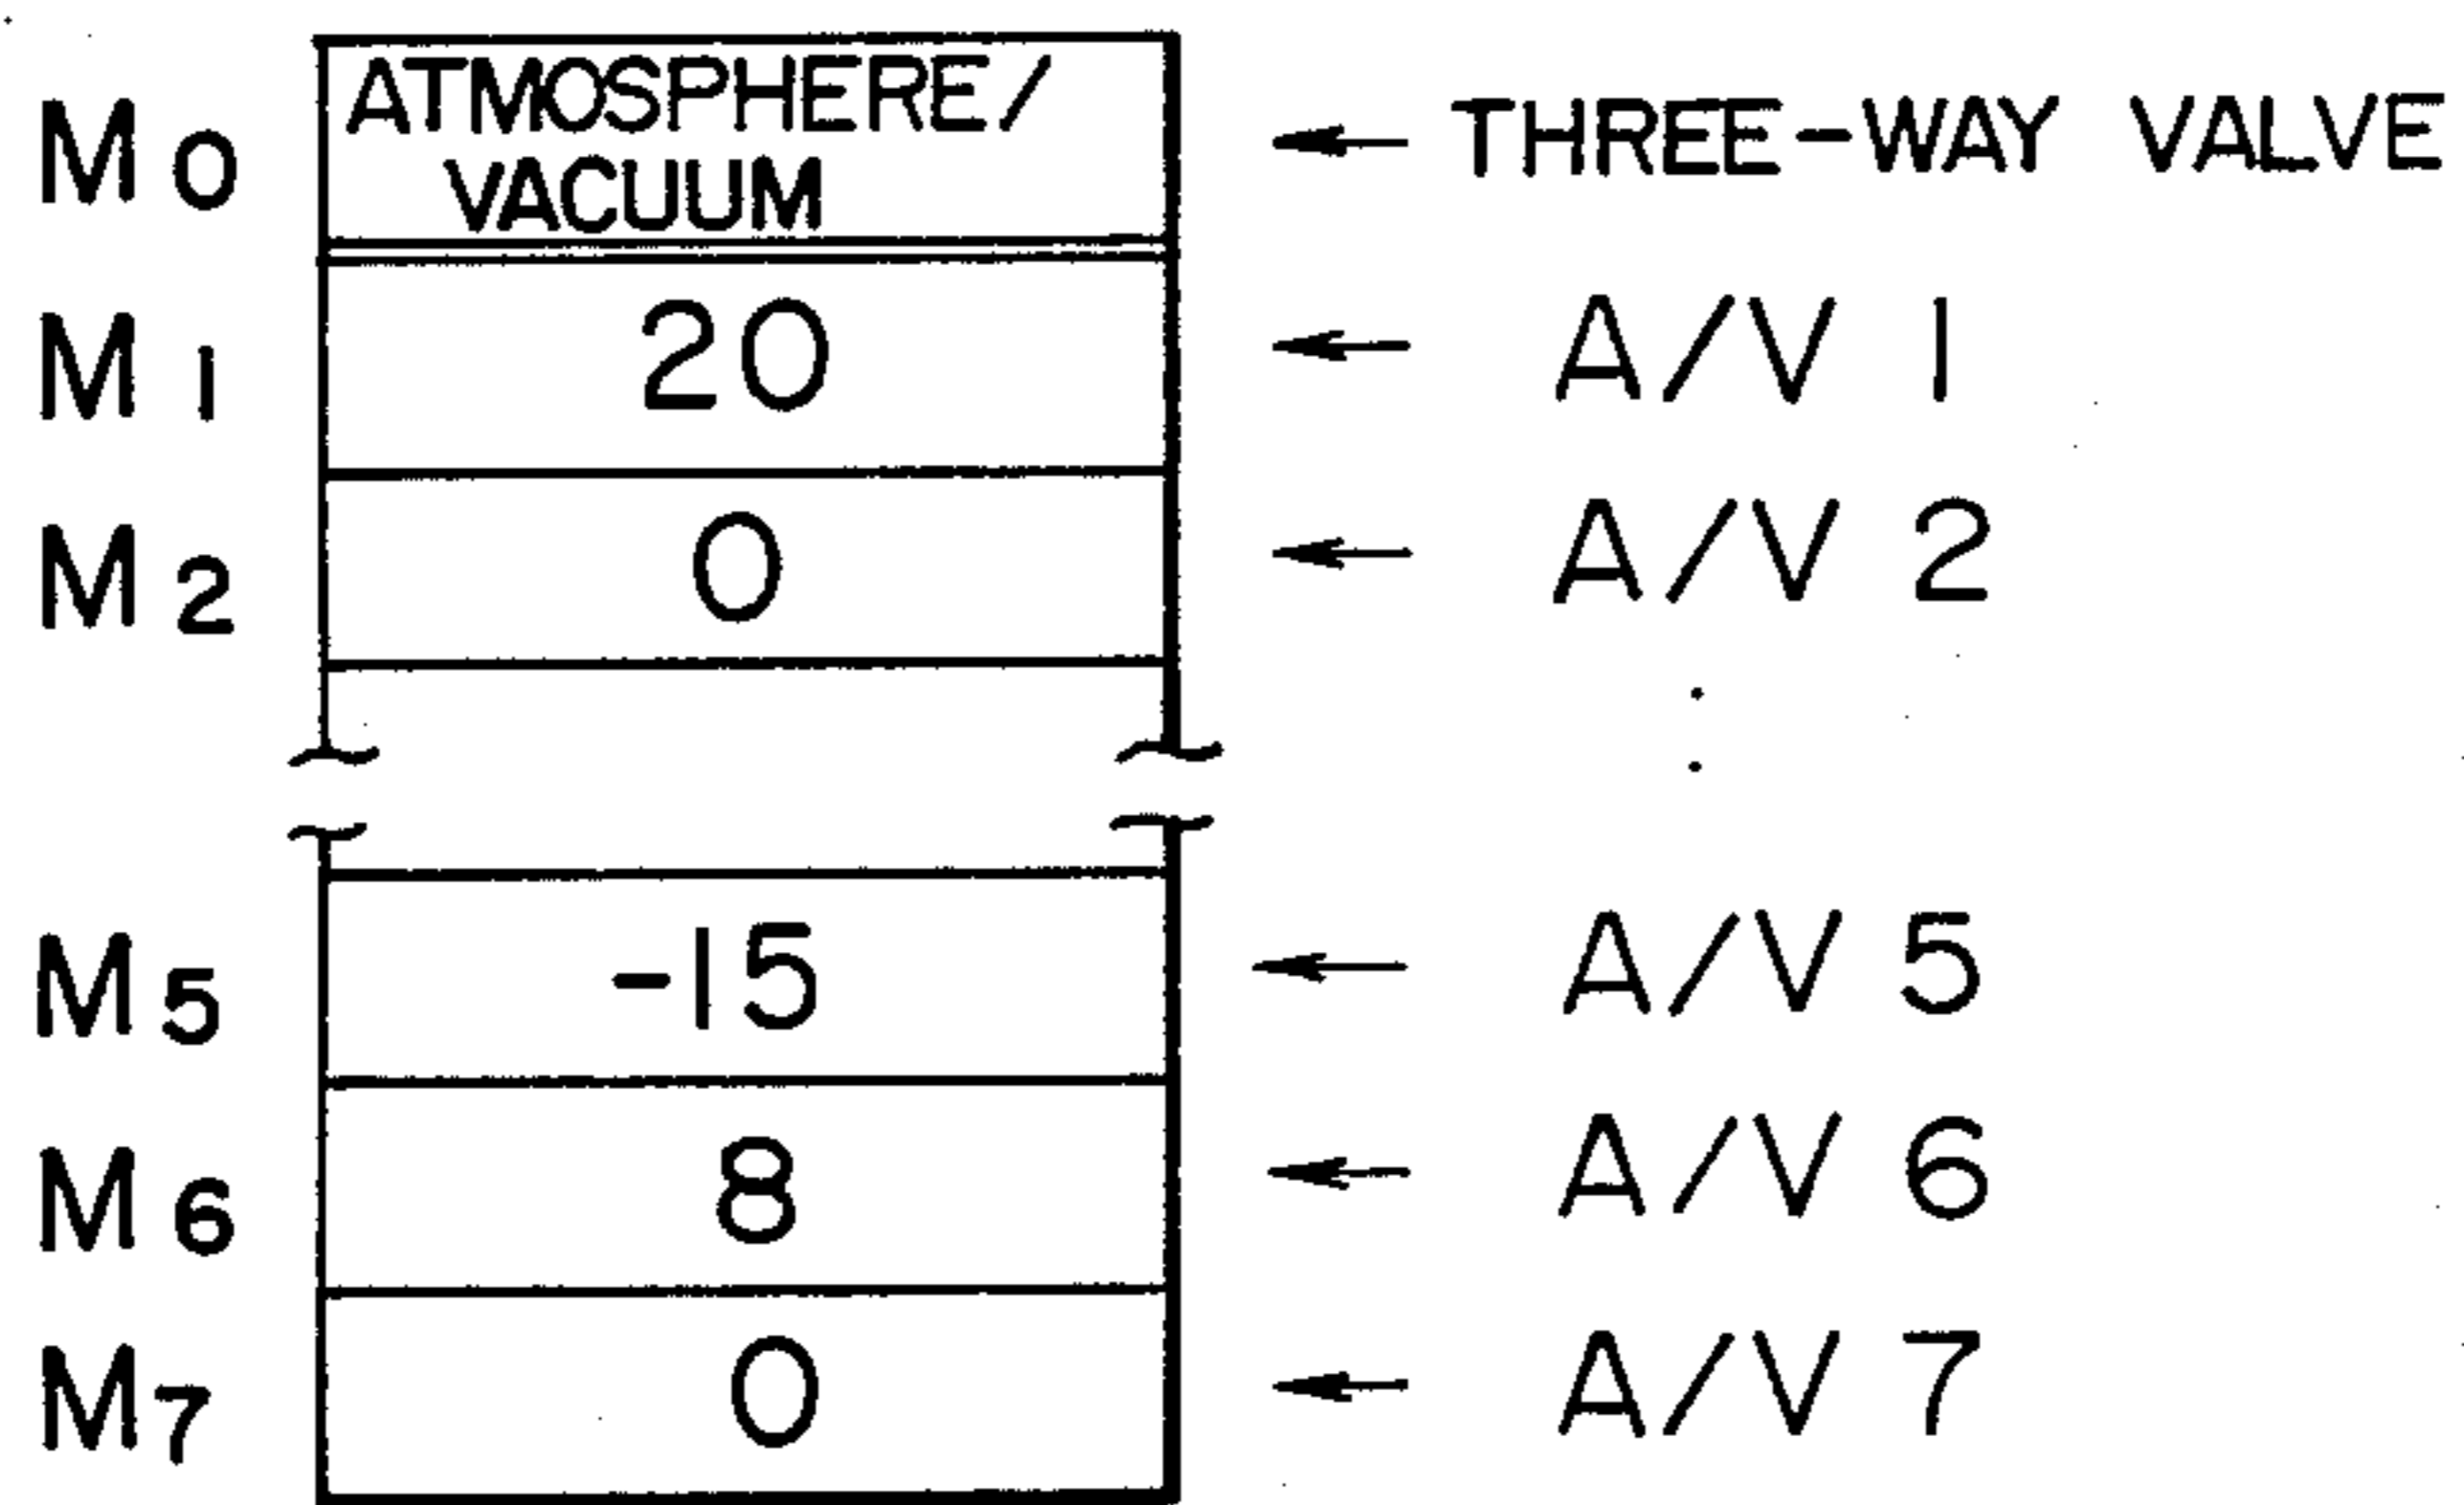 M0 ATMOSPHERE/ VACUUM ← THREE-WAY VALVE
M1 20 ← A/V 1
M2 0 ← A/V 2
M5 -15 ← A/V 5
M6 8 ← A/V 6
M7 0 ← A/V 7